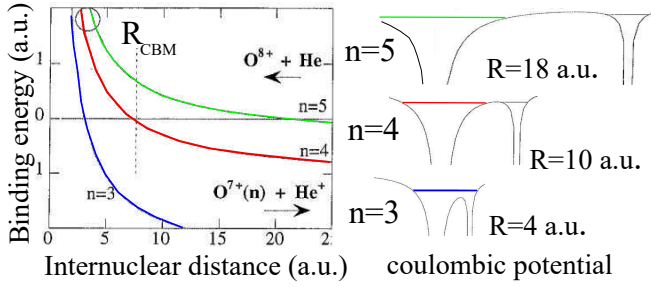 Binding energy (a.u.)
1
0
1
R CBM
O8+ + He
n=5
n=4
n=3
O7+(n) + He+
0
5
10
15
20
2
Internuclear distance (a.u.)
n=5
R=18 a.u.
n=4
R=10 a.u.
n=3
R=4 a.u.
coulombic potential